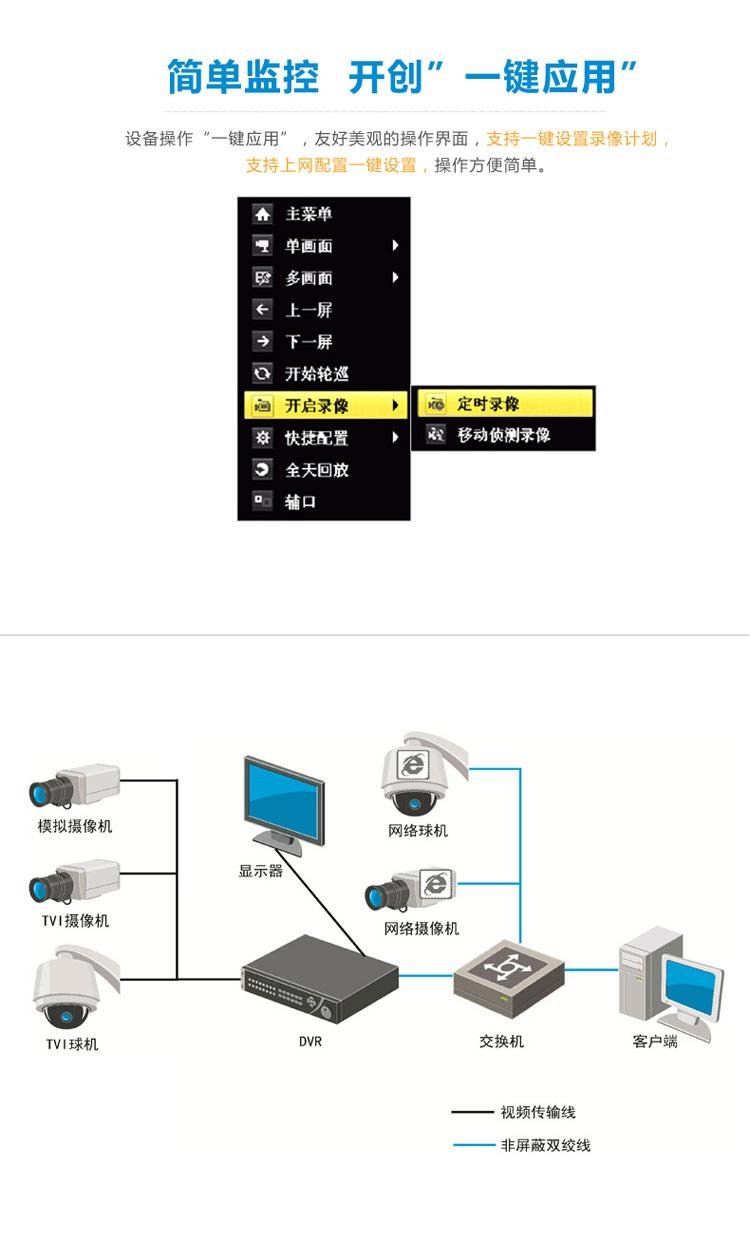 简单监控 开创”一键应用”
设备操作“一键应用”，友好美观的操作界面，支持一键设置录像计划，
支持上网配置一键设置，操作方便简单。
主菜单
单画面
多画面
上一屏
下一屏
开始轮巡
开启录像
定时录像
快捷配置
移动侦测录像
全天回放
辅口
模拟摄像机
TVI摄像机
TVI球机
显示器
网络球机
网络摄像机
DVR
交换机
客户端
视频传输线
非屏蔽双绞线